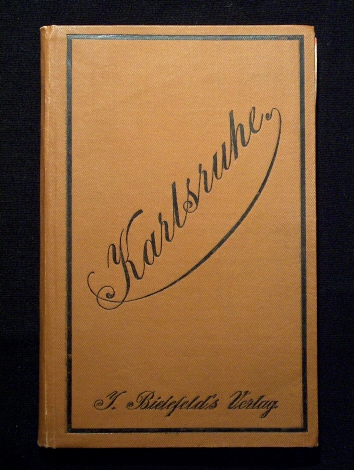 Karlsruhe.
J. Bielefeld's Verlag.